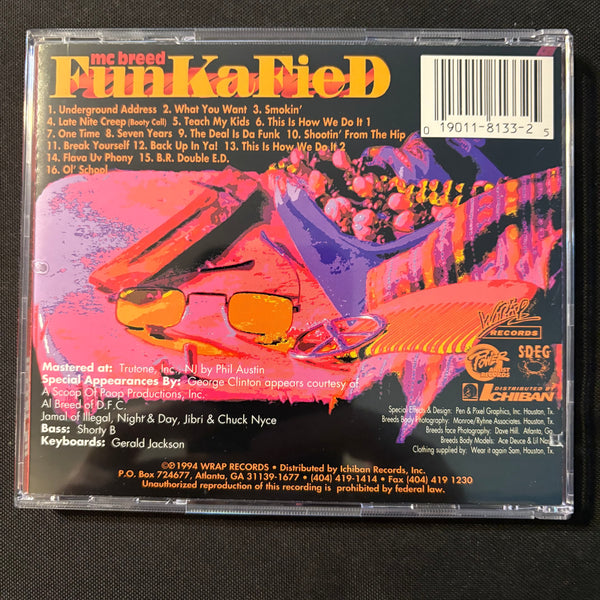 mc breed
FunKaFieD
1. Underground Address 2. What You Want 3. Smokin'
4. Late Nite Creep (Booty Call) 5. Teach My Kids 6. This Is How We Do It 1
7. One Time 8. Seven Years 9. The Deal Is Da Funk 10. Shootin' From The Hip
11. Break Yourself 12. Back Up In Ya! 13. This Is How We Do It 2
14. Flava Uv Phony 15. B.R. Double E.D.
16. Ol' School
0 19011-8133-2 5
WRAP
RECORDS
SDEG
ARTIST
RECORDS
DISTRIBUTED BY
ICHIBAN
Mastered at: Trutone, Inc., NJ by Phil Austin
Special Appearances By: George Clinton appears courtesy of
A Scoop Of Poop Productions, Inc.
Al Breed of D.F.C.
Jamal of Illegal, Night & Day, Jibri & Chuck Nyce
Bass: Shorty B
Keyboards: Gerald Jackson
Special Effects & Design: Pen & Pixel Graphics, Inc. Houston, Tx.
Breeds Body Photography: Monroe/Ryhne Associates. Houston, Tx.
Breeds face Photography: Dave Hill. Atlanta, Ga
Breeds Body Models: Ace Deuce & Lil Nat
Clothing supplied by: Wear it again Sam, Houston, Tx.
©℗1994 WRAP RECORDS • Distributed by Ichiban Records, Inc.
P.O. Box 724677, Atlanta, GA 31139-1677 • (404) 419-1414 • Fax (404) 419 1230
Unauthorized reproduction of this recording is prohibited by federal law.